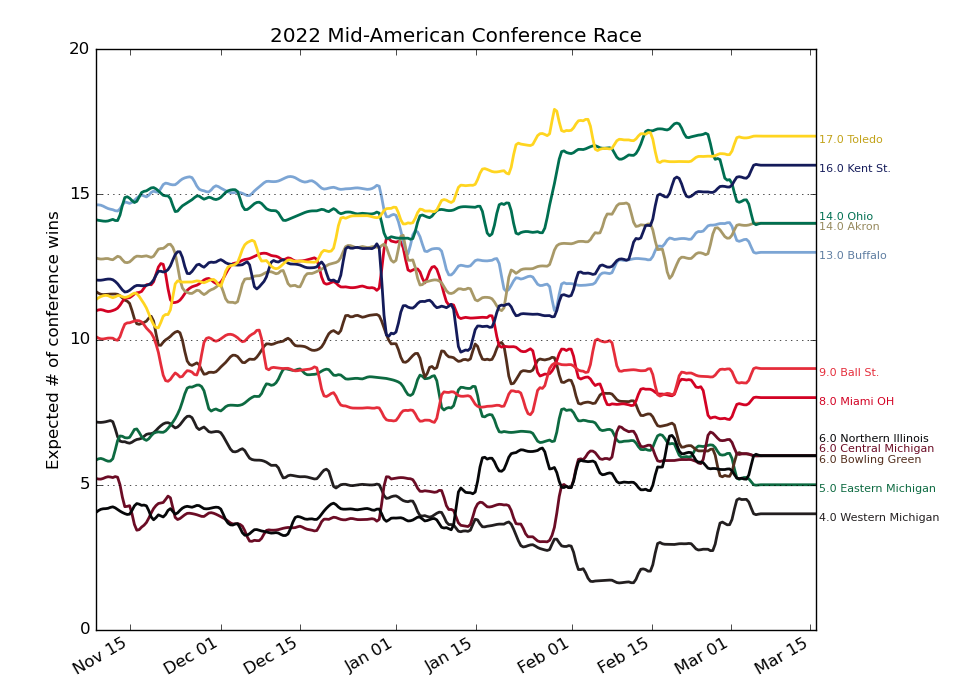 2022 Mid-American Conference Race
Expected # of conference wins
20
15
10
5
0
17.0 Toledo
16.0 Kent St.
14.0 Ohio
14.0 Akron
13.0 Buffalo
9.0 Ball St.
8.0 Miami OH
6.0 Northern Illinois
6.0 Central Michigan
6.0 Bowling Green
5.0 Eastern Michigan
4.0 Western Michigan
Nov 15
Dec 01
Dec 15
Jan 01
Jan 15
Feb 01
Feb 15
Mar 01
Mar 15